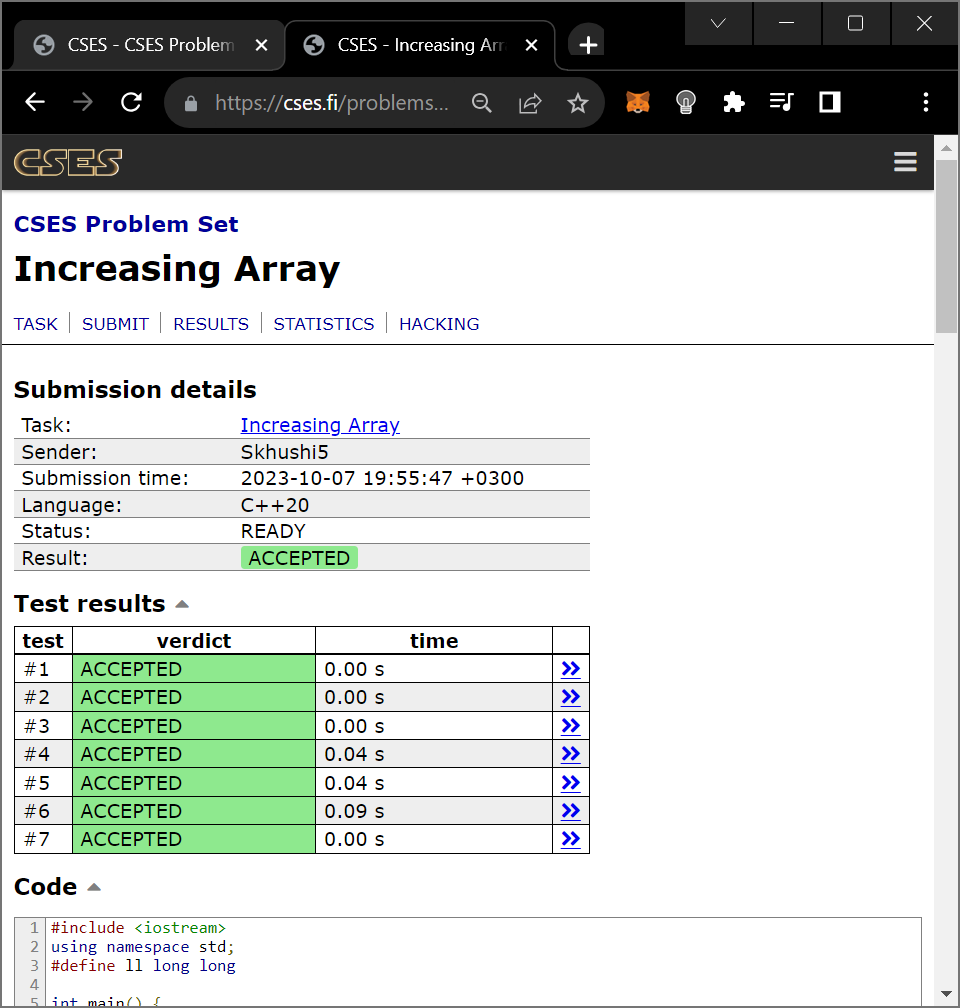 CSES - CSES Problem
CSES - Increasing Arr
https://cses.fi/problems...
CSES
CSES Problem Set
Increasing Array
TASK | SUBMIT | RESULTS | STATISTICS | HACKING
Submission details
Task: Increasing Array
Sender: Skhushi5
Submission time: 2023-10-07 19:55:47 +0300
Language: C++20
Status: READY
Result: ACCEPTED
Test results
test verdict time
#1 ACCEPTED 0.00 s »
#2 ACCEPTED 0.00 s »
#3 ACCEPTED 0.00 s »
#4 ACCEPTED 0.04 s »
#5 ACCEPTED 0.04 s »
#6 ACCEPTED 0.09 s »
#7 ACCEPTED 0.00 s »
Code
1 #include <iostream>
2 using namespace std;
3 #define ll long long
4
5 int main() {